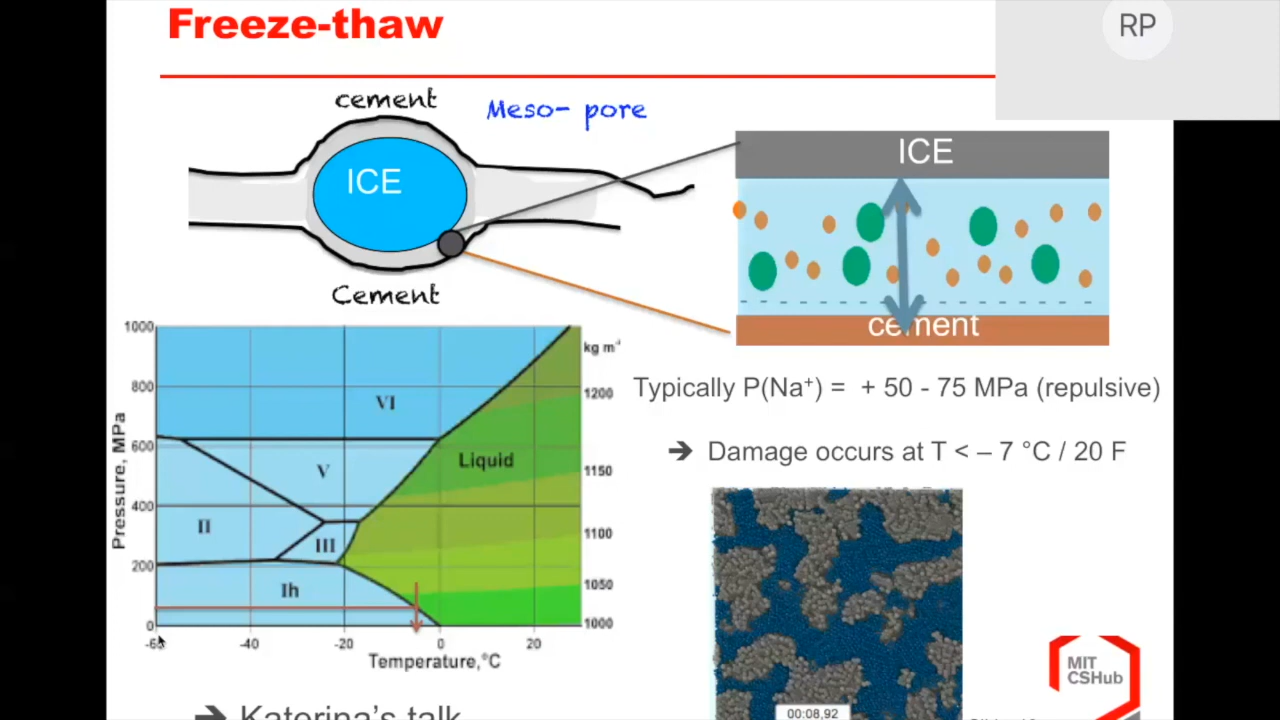 Freeze-thaw
RP
cement
Meso- pore
ICE
ICE
Cement
cement
1000
kg m
800
VI
1200
600
Pressure, MPa
V
Liquid
1150
400
II
III
1100
200
Ih
1050
0
1000
-40
-20
0
20
Temperature,°C
Typically P(Na⁺) = + 50 - 75 MPa (repulsive)
➔ Damage occurs at T < – 7 °C / 20 F
MIT
CSHub
00:08,92
➔ Katerina's talk